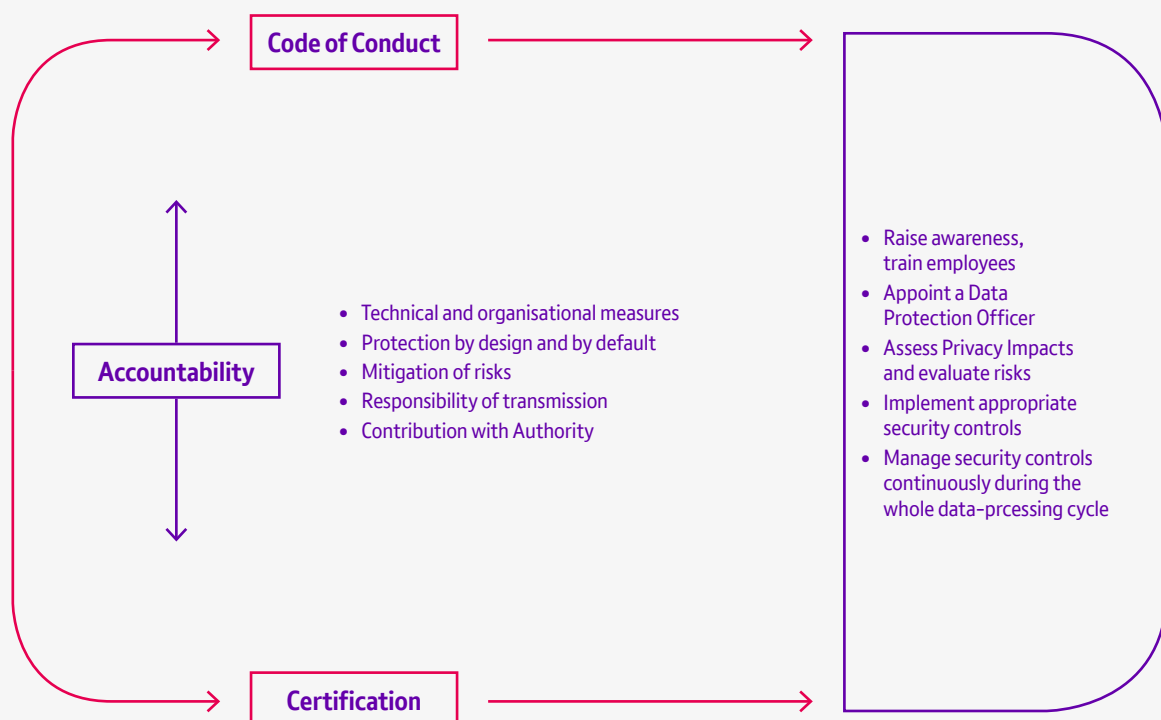 Code of Conduct
Accountability
• Technical and organisational measures
• Protection by design and by default
• Mitigation of risks
• Responsibility of transmission
• Contribution with Authority
• Raise awareness,
train employees
• Appoint a Data
Protection Officer
• Assess Privacy Impacts
and evaluate risks
• Implement appropriate
security controls
• Manage security controls
continuously during the
whole data-prcessing cycle
Certification